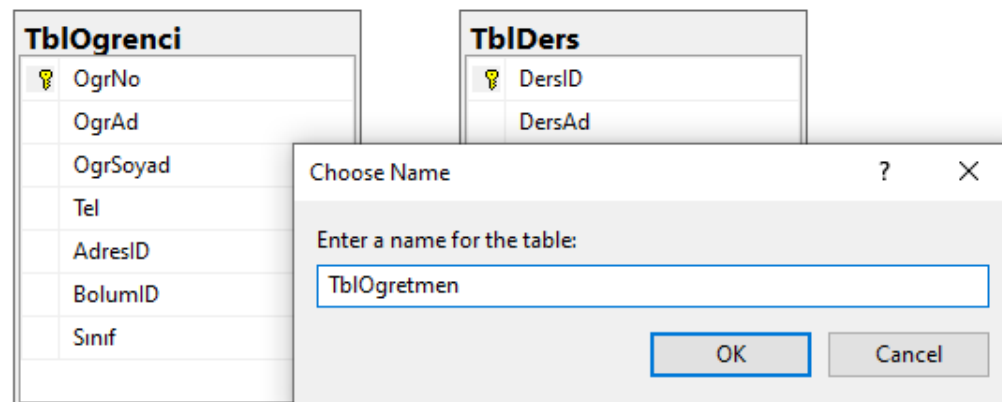 TblOgrenci
OgrNo
OgrAd
OgrSoyad
Tel
AdresID
BolumID
Sınıf
TblDers
DersID
DersAd
Choose Name
?
Enter a name for the table:
TblOgretmen
OK
Cancel